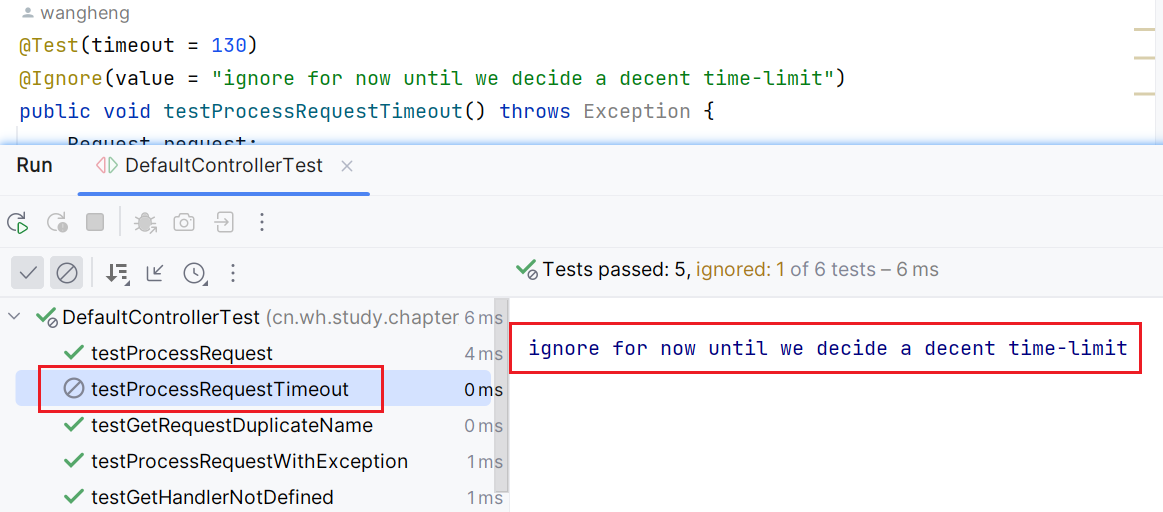 wangheng
@Test(timeout = 130)
@Ignore(value = "ignore for now until we decide a decent time-limit")
public void testProcessRequestTimeout() throws Exception {
Request request;
Run DefaultControllerTest
Tests passed: 5, ignored: 1 of 6 tests – 6 ms
DefaultControllerTest (cn.wh.study.chapter 6 ms
testProcessRequest 4 ms
ignore for now until we decide a decent time-limit
testProcessRequestTimeout 0 ms
testGetRequestDuplicateName 0 ms
testProcessRequestWithException 1 ms
testGetHandlerNotDefined 1 ms